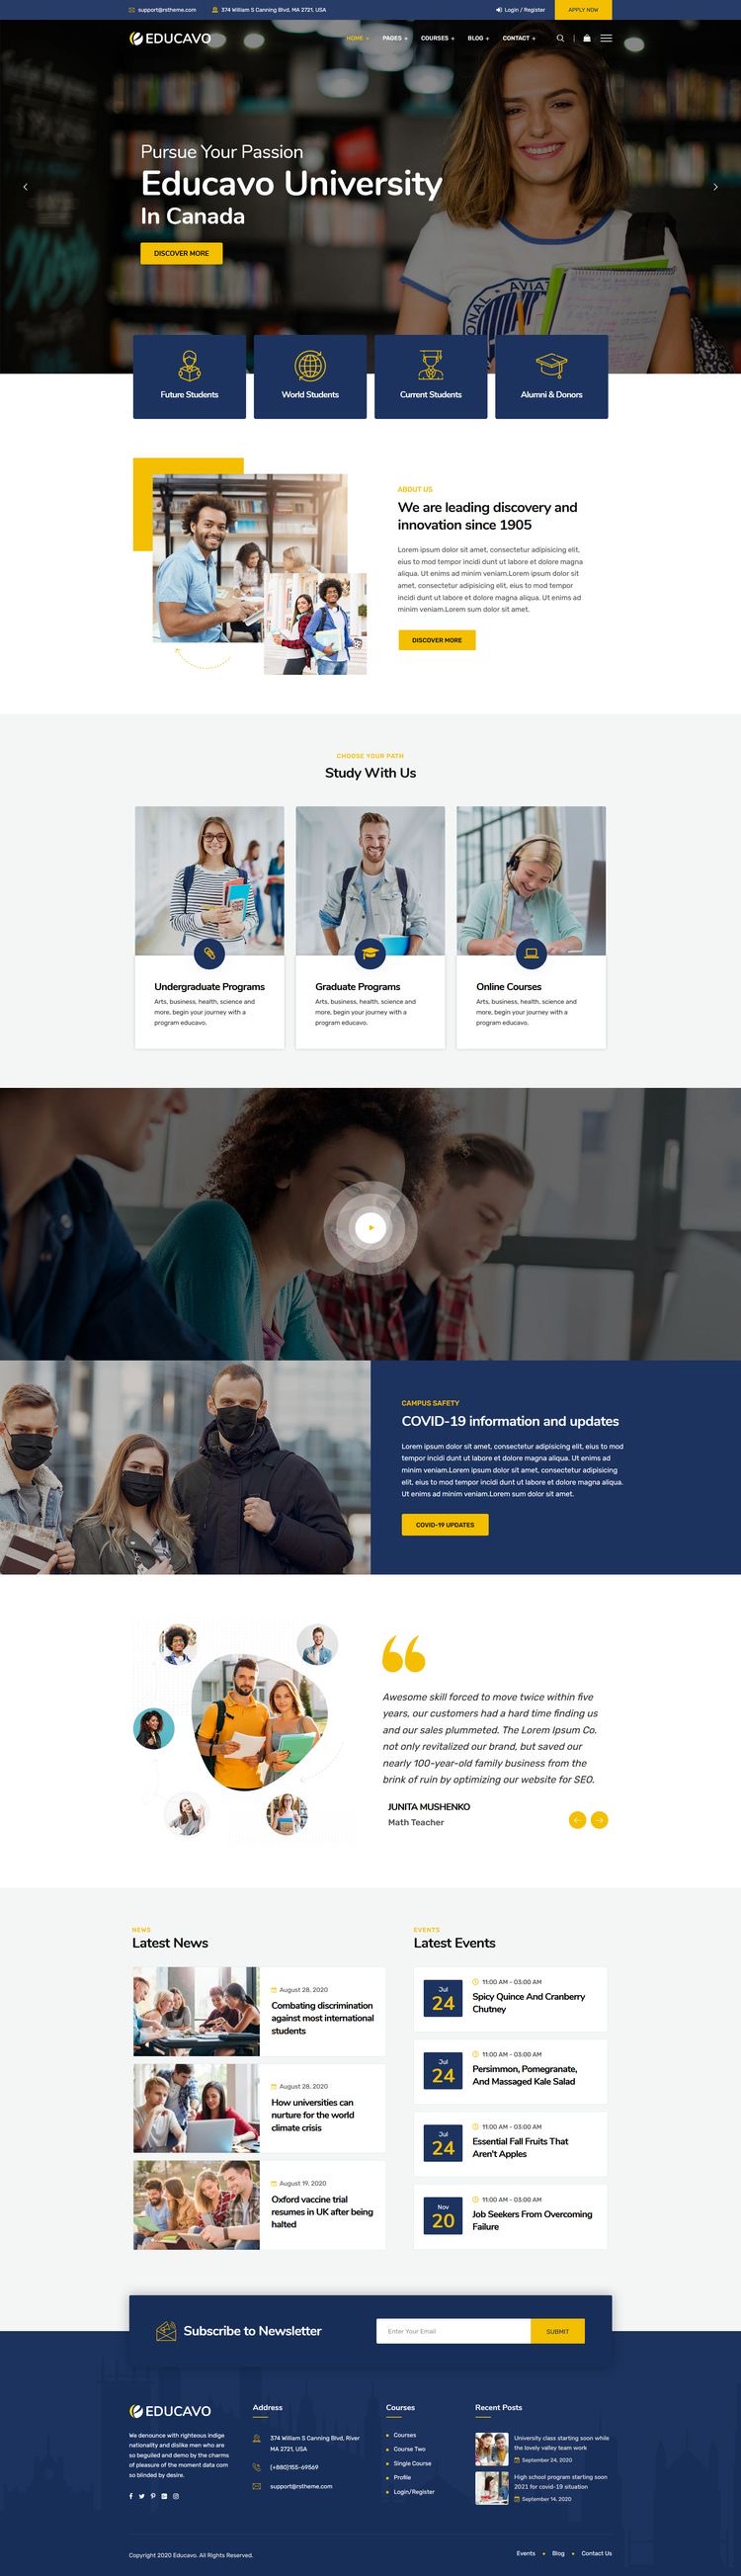 support@rstheme.com
374 William S Canning Blvd, MA 2721, USA
Login / Register
APPLY NOW
EDUCAVO
HOME +
PAGES +
COURSES +
BLOG +
CONTACT +
Pursue Your Passion
Educavo University
In Canada
DISCOVER MORE
AVIA
Future Students
World Students
Current Students
Alumni & Donors
ABOUT US
We are leading discovery and
innovation since 1905
Lorem ipsum dolor sit amet, consectetur adipisicing elit,
eius to mod tempor incidi dunt ut labore et dolore magna
aliqua. Ut enims ad minim veniam.Lorem ipsum dolor sit
amet, consectetur adipisicing elit, eius to mod tempor
incidi dunt ut labore et dolore magna aliqua. Ut enims ad
minim veniam.Lorem sum dolor sit amet.
DISCOVER MORE
CHOOSE YOUR PATH
Study With Us
Undergraduate Programs
Arts, business, health, science and
more, begin your journey with a
program educavo.
Graduate Programs
Arts, business, health, science and
more, begin your journey with a
program educavo.
Online Courses
Arts, business, health, science and
more, begin your journey with a
program educavo.
CAMPUS SAFETY
COVID-19 information and updates
Lorem ipsum dolor sit amet, consectetur adipisicing elit, eius to mod
tempor incidi dunt ut labore et dolore magna aliqua. Ut enims ad
minim veniam.Lorem ipsum dolor sit amet, consectetur adipisicing
elit, eius to mod tempor incidi dunt ut labore et dolore magna aliqua.
Ut enims ad minim veniam.Lorem sum dolor sit amet.
COVID-19 UPDATES
Awesome skill forced to move twice within five
years, our customers had a hard time finding us
and our sales plummeted. The Lorem Ipsum Co.
not only revitalized our brand, but saved our
nearly 100-year-old family business from the
brink of ruin by optimizing our website for SEO.
JUNITA MUSHENKO
Math Teacher
NEWS
Latest News
August 28, 2020
Combating discrimination
against most international
students
August 28, 2020
How universities can
nurture for the world
climate crisis
August 19, 2020
Oxford vaccine trial
resumes in UK after being
halted
EVENTS
Latest Events
Jul
24
11:00 AM - 03:00 AM
Spicy Quince And Cranberry
Chutney
Jul
24
11:00 AM - 03:00 AM
Persimmon, Pomegranate,
And Massaged Kale Salad
Jul
24
11:00 AM - 03:00 AM
Essential Fall Fruits That
Aren't Apples
Nov
20
11:00 AM - 03:00 AM
Job Seekers From Overcoming
Failure
Subscribe to Newsletter
Enter Your Email
SUBMIT
EDUCAVO
We denounce with righteous indige
nationality and dislike men who are
so beguiled and demo by the charms
of pleasure of the moment data com
so blinded by desire.
Address
374 William S Canning Blvd, River
MA 2721, USA
(+880)155-69569
support@rstheme.com
Courses
Courses
Course Two
Single Course
Profile
Login/Register
Recent Posts
University class starting soon while
the lovely valley team work
September 24, 2020
High school program starting soon
2021 for covid-19 situation
September 14, 2020
Copyright 2020 Educavo. All Rights Reserved.
Events
Blog
Contact Us